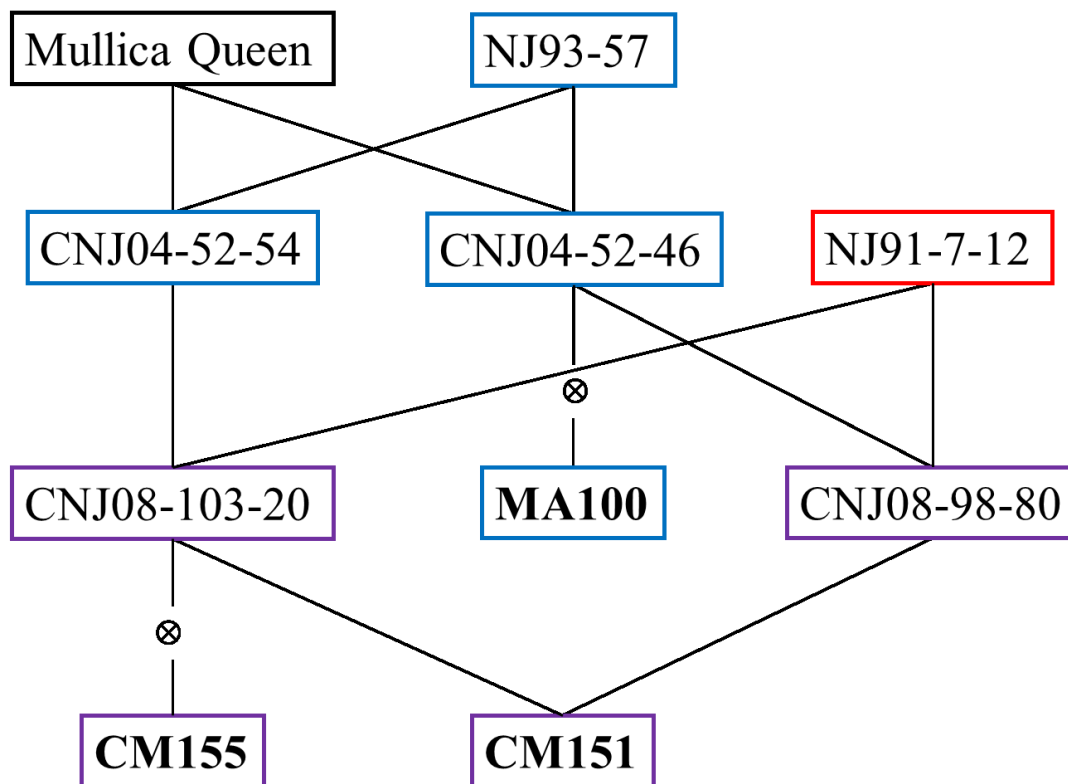 Mullica Queen
NJ93-57
CNJ04-52-54
CNJ04-52-46
NJ91-7-12
CNJ08-103-20
MA100
CNJ08-98-80
CM155
CM151